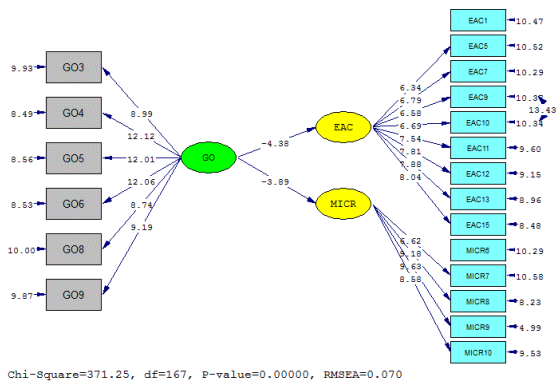 EAC1 10.47
EAC5 10.52
9.93 GO3 EAC7 10.29
6.34
8.99 6.79 EAC9 10.37
6.58 13.43
8.49 GO4 6.69 EAC10 10.34
12.12 EAC 7.54
-4.38 7.81 EAC11 9.60
8.56 GO5 12.01 GO 7.88 EAC12 9.15
12.06 -3.89 8.04
8.53 GO6 8.74 MICR EAC13 8.96
9.19 EAC15 8.48
6.62
10.00 GO8 9.18 MICR6 10.29
9.63
8.58 MICR7 10.58
9.87 GO9 MICR8 8.23
MICR9 4.99
MICR10 9.53
Chi-Square=371.25, df=167, P-value=0.00000, RMSEA=0.070